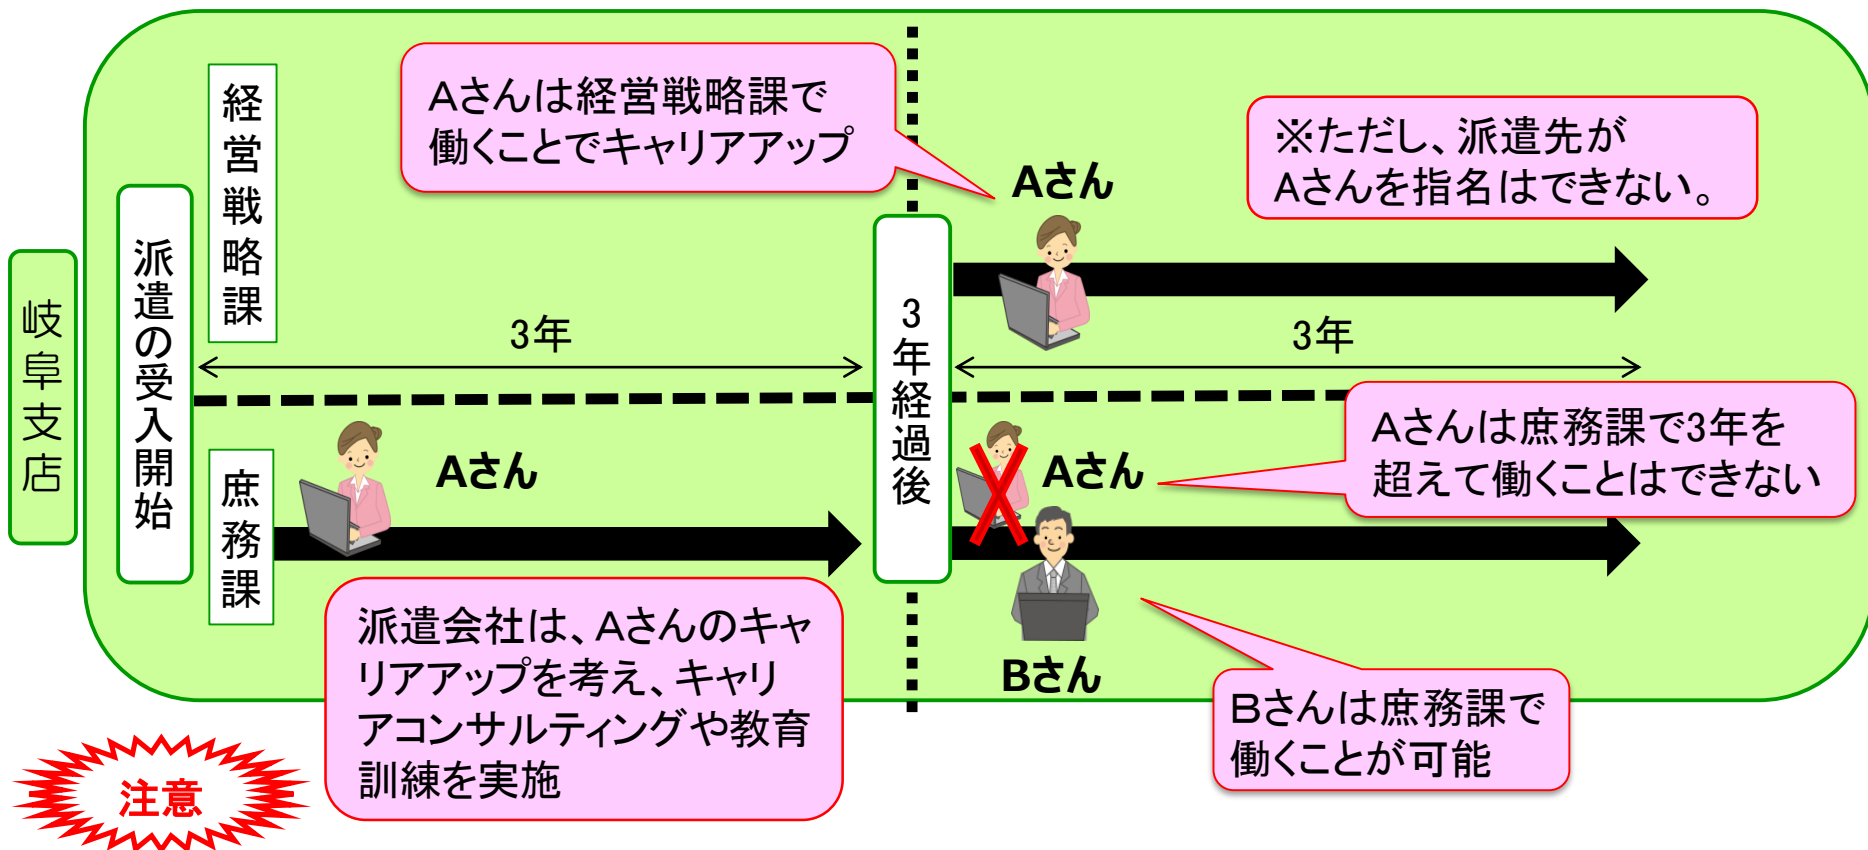 岐阜支店
派遣の受入開始
経営戦略課
庶務課
Aさんは経営戦略課で
働くことでキャリアアップ
※ただし、派遣先が
Aさんを指名はできない。
Aさん
3年
3年経過後
3年
Aさん
Aさん
Aさんは庶務課で3年を
超えて働くことはできない
派遣会社は、Aさんのキャ
リアアップを考え、キャリ
アコンサルティングや教育
訓練を実施
Bさん
Bさんは庶務課で
働くことが可能
注意